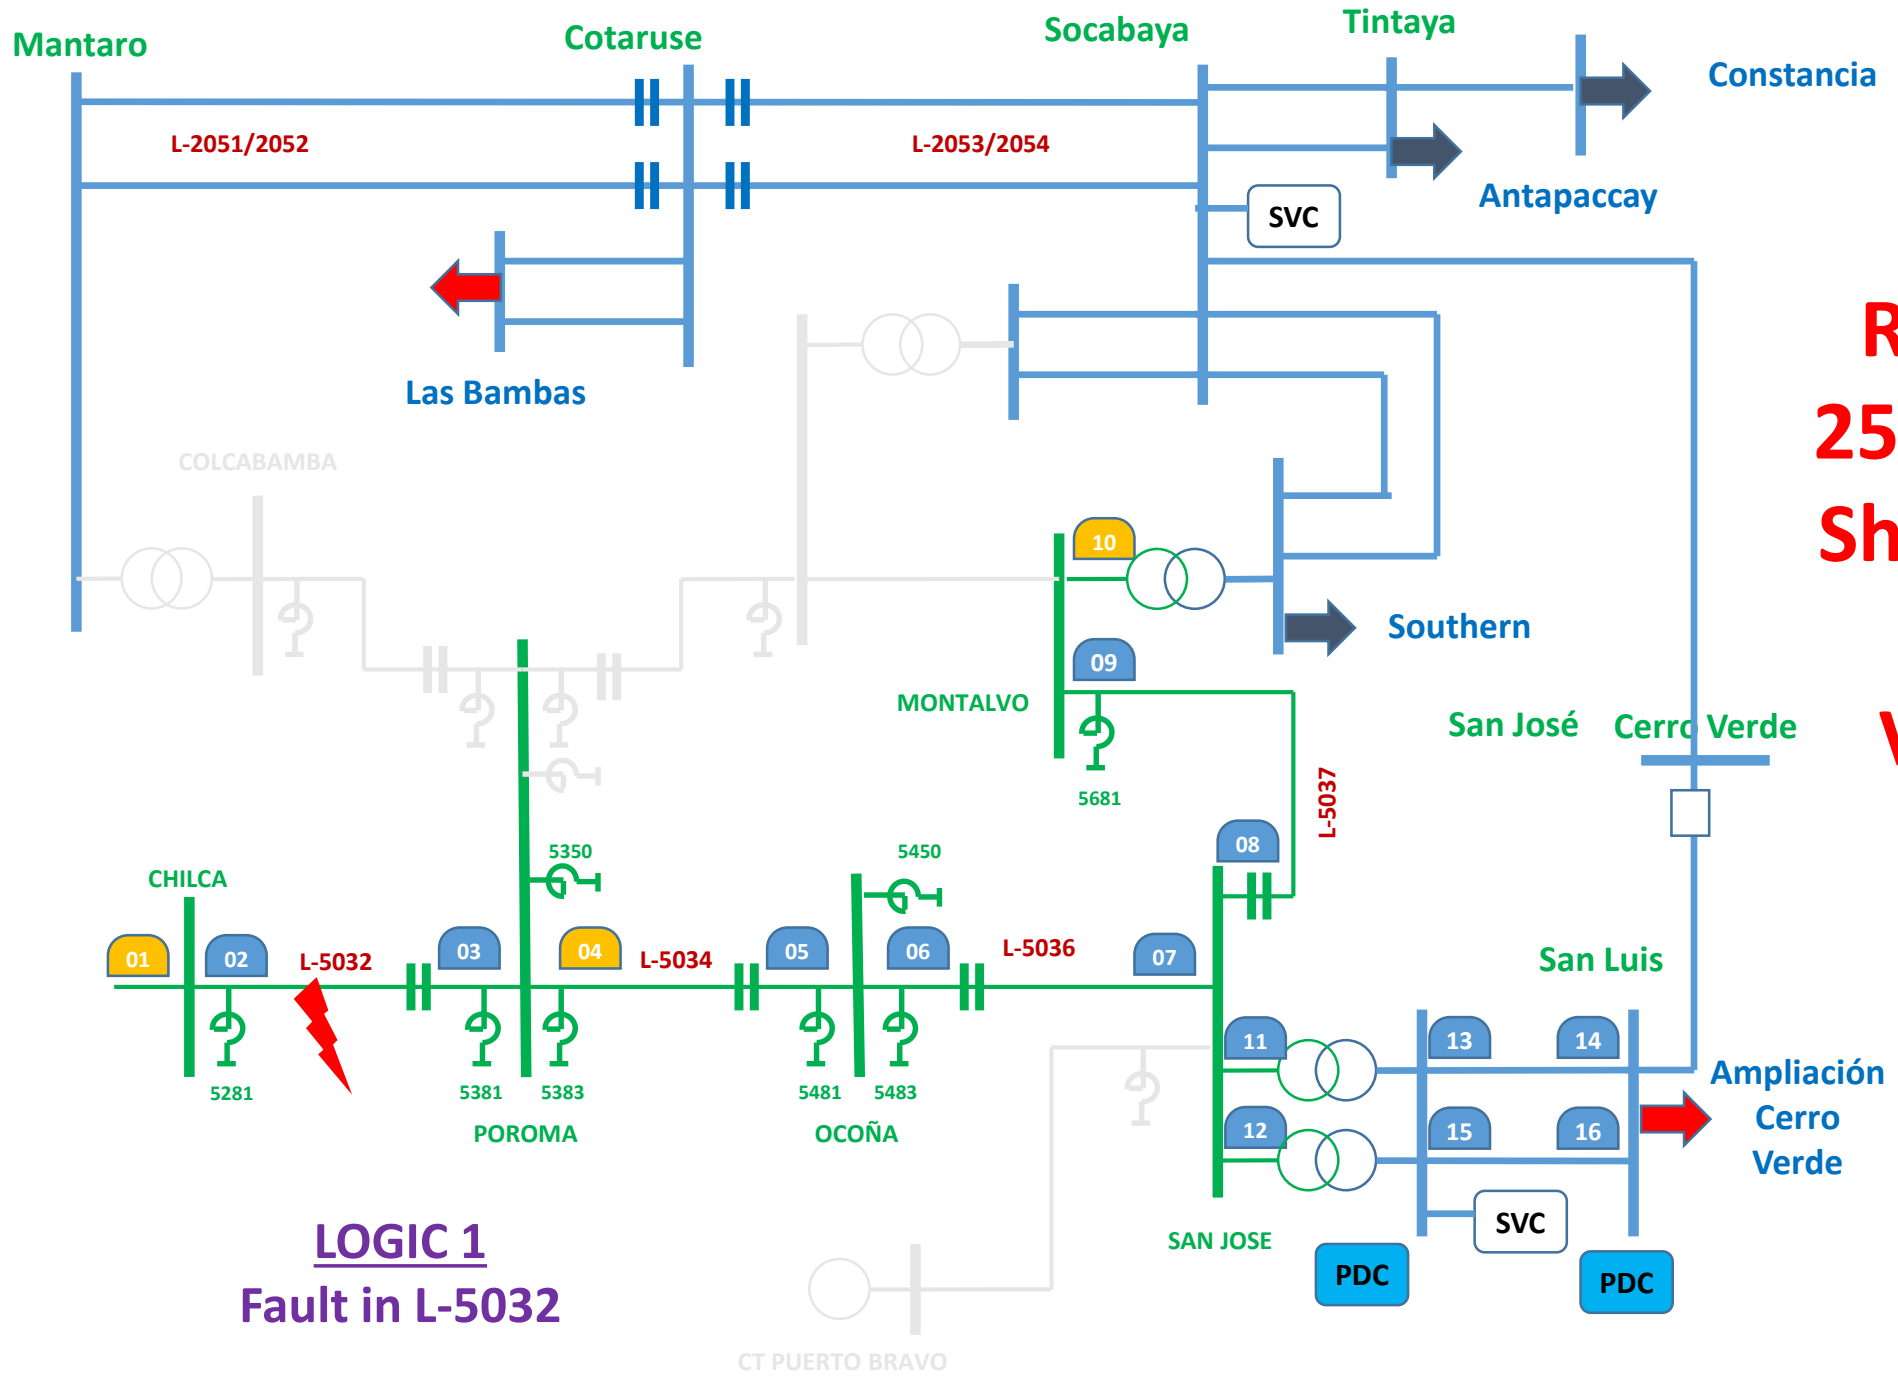 Mantaro
Cotaruse
Socabaya
Tintaya
Constancia
L-2051/2052
L-2053/2054
Antapaccay
SVC
Las Bambas
R
25
Sh
COLCABAMBA
10
Southern
09
MONTALVO
San José
Cerro Verde
V
5681
L-5037
08
5350
5450
CHILCA
01
02
L-5032
03
04
L-5034
05
06
L-5036
07
San Luis
11
13
14
5281
5381
5383
5481
5483
Ampliación
Cerro
Verde
POROMA
OCOÑA
12
15
16
SVC
SAN JOSE
LOGIC 1
Fault in L-5032
PDC
PDC
CT PUERTO BRAVO